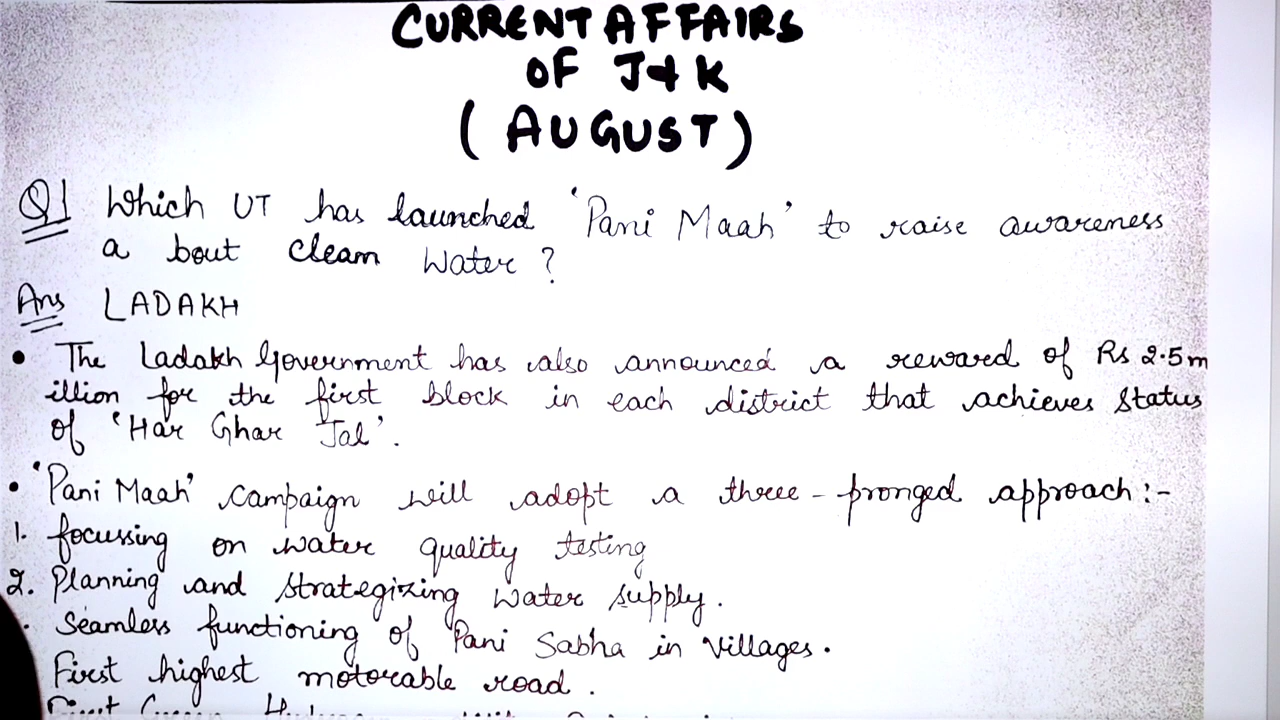 CURRENT AFFAIRS
OF J&K
(AUGUST)
Q1 Which UT has launched 'Pani Maah' to raise awareness
a bout clean Water?
Ans LADAKH
• The Ladakh Government has also announced a reward of Rs 2.5m
illion for the first block in each district that achieves Status
of 'Har Ghar Jal'.
• 'Pani Maah' campaign will adopt a three-pronged approach:-
1. focussing on water quality testing
2. Planning and strategizing Water supply.
. Seamless functioning of Pani Sabha in Villages.
First highest motorable road.